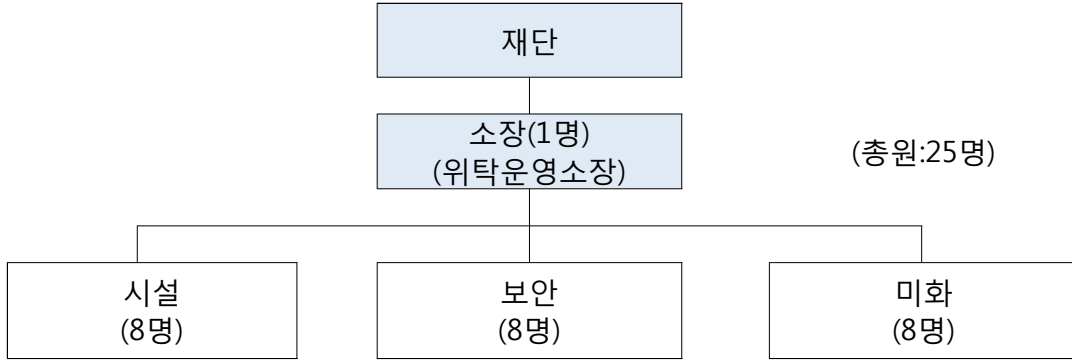 재단
소장(1명)
(위탁운영소장)
(총원:25명)
시설
(8명)
보안
(8명)
미화
(8명)